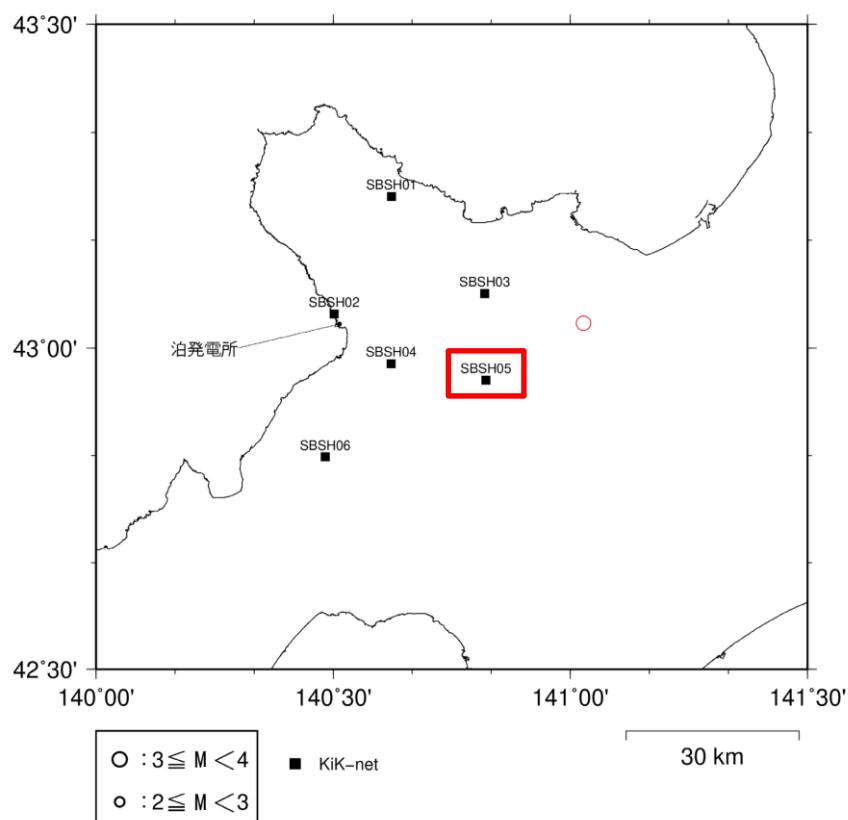 43°30'
SBSH01
SBSH03
SBSH02
泊発電所
43°00'
SBSH04
SBSH05
SBSH06
42°30'
140°00' 140°30' 141°00' 141°30'
○ :3≦ M <4
■ KiK-net
30 km
○ :2≦ M <3